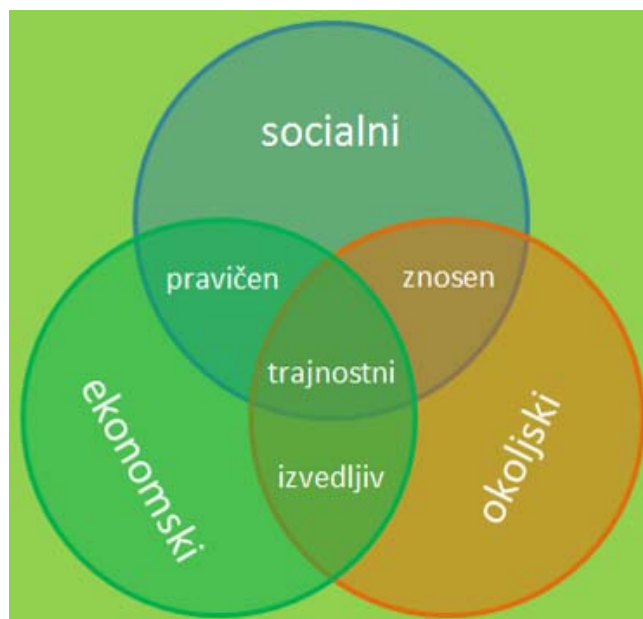 socialni
pravičen
znosen
trajnostni
ekonomski
izvedljiv
okoljski